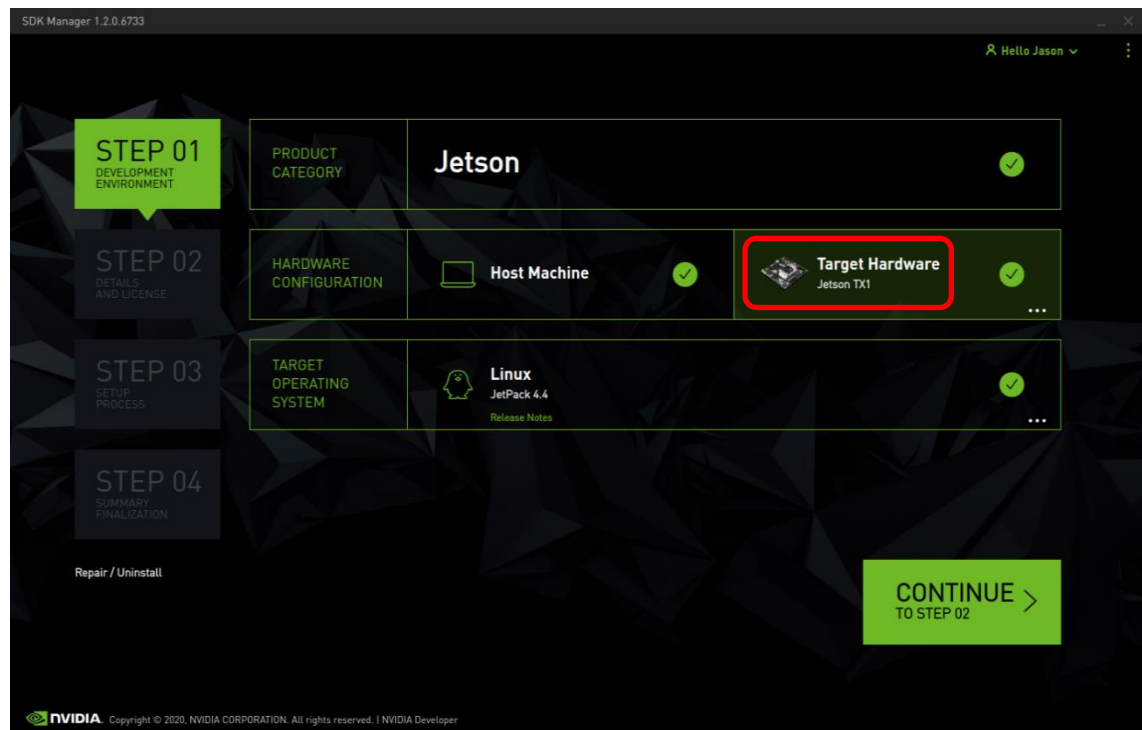 SDK Manager 1.2.0.6733
Hello Jason
STEP 01
DEVELOPMENT
ENVIRONMENT
PRODUCT
CATEGORY
Jetson
STEP 02
DETAILS
AND LICENSE
HARDWARE
CONFIGURATION
Host Machine
Target Hardware
Jetson TX1
...
STEP 03
SETUP
PROCESS
TARGET
OPERATING
SYSTEM
Linux
JetPack 4.4
Release Notes
...
STEP 04
SUMMARY
FINALIZATION
Repair / Uninstall
CONTINUE >
TO STEP 02
NVIDIA. Copyright © 2020, NVIDIA CORPORATION. All rights reserved. | NVIDIA Developer